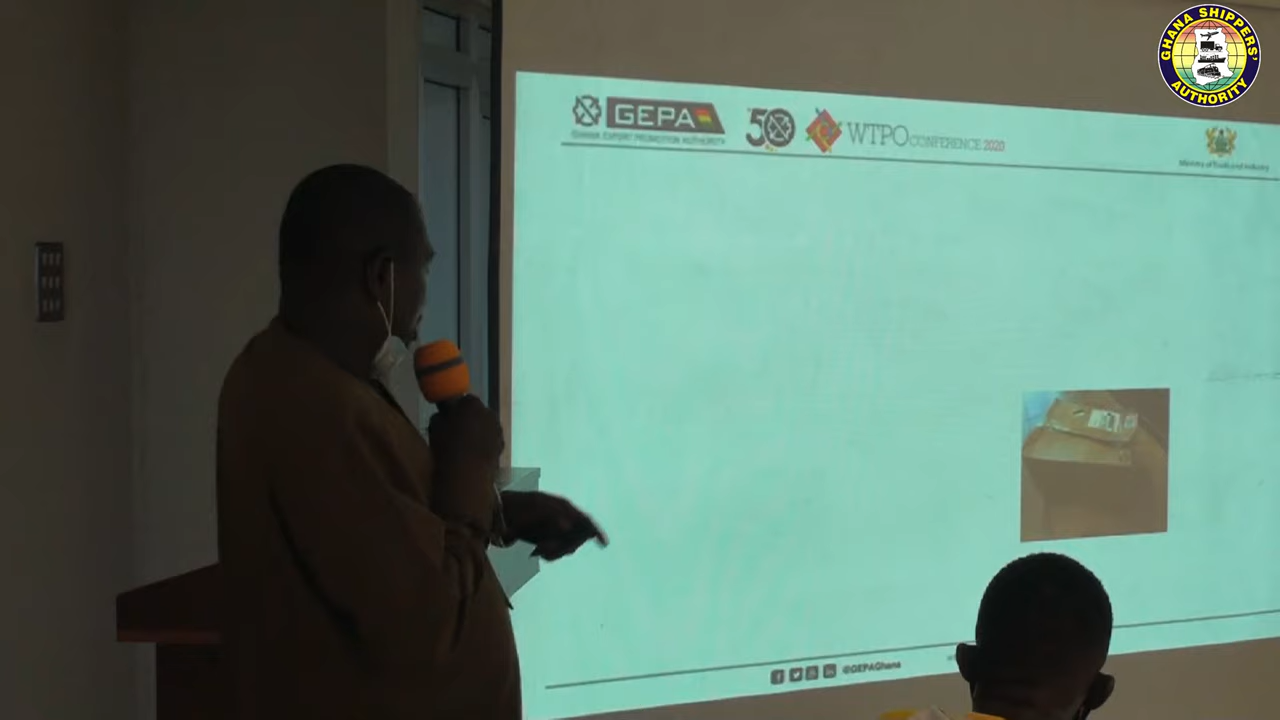 GHANA SHIPPERS'
AUTHORITY
GEPA
GHANA EXPORT PROMOTION AUTHORITY
50
WTPO CONFERENCE 2020
Ministry of Trade and Industry
@GEPAGhana